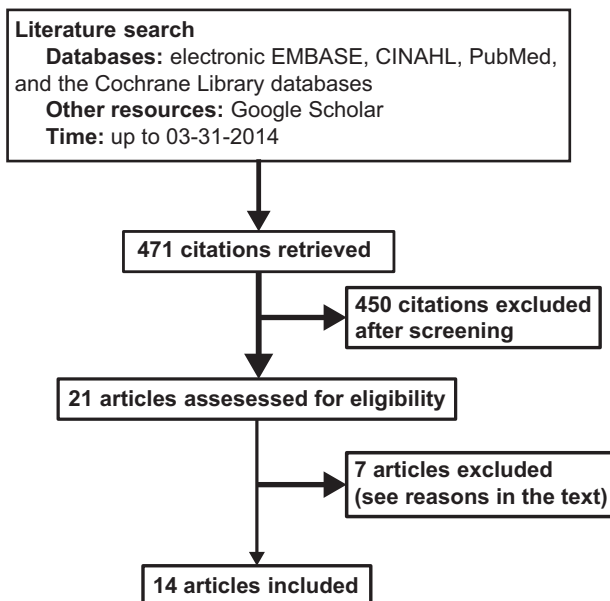 Literature search
Databases: electronic EMBASE, CINAHL, PubMed,
and the Cochrane Library databases
Other resources: Google Scholar
Time: up to 03-31-2014
471 citations retrieved
450 citations excluded
after screening
21 articles assesessed for eligibility
7 articles excluded
(see reasons in the text)
14 articles included